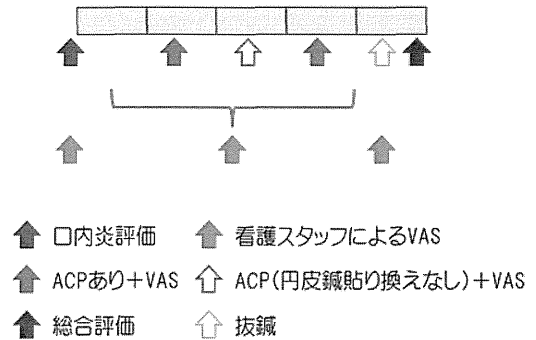 口内炎評価
看護スタッフによるVAS
ACPあり+VAS
ACP(円皮鍼貼り換えなし)+VAS
総合評価
抜鍼